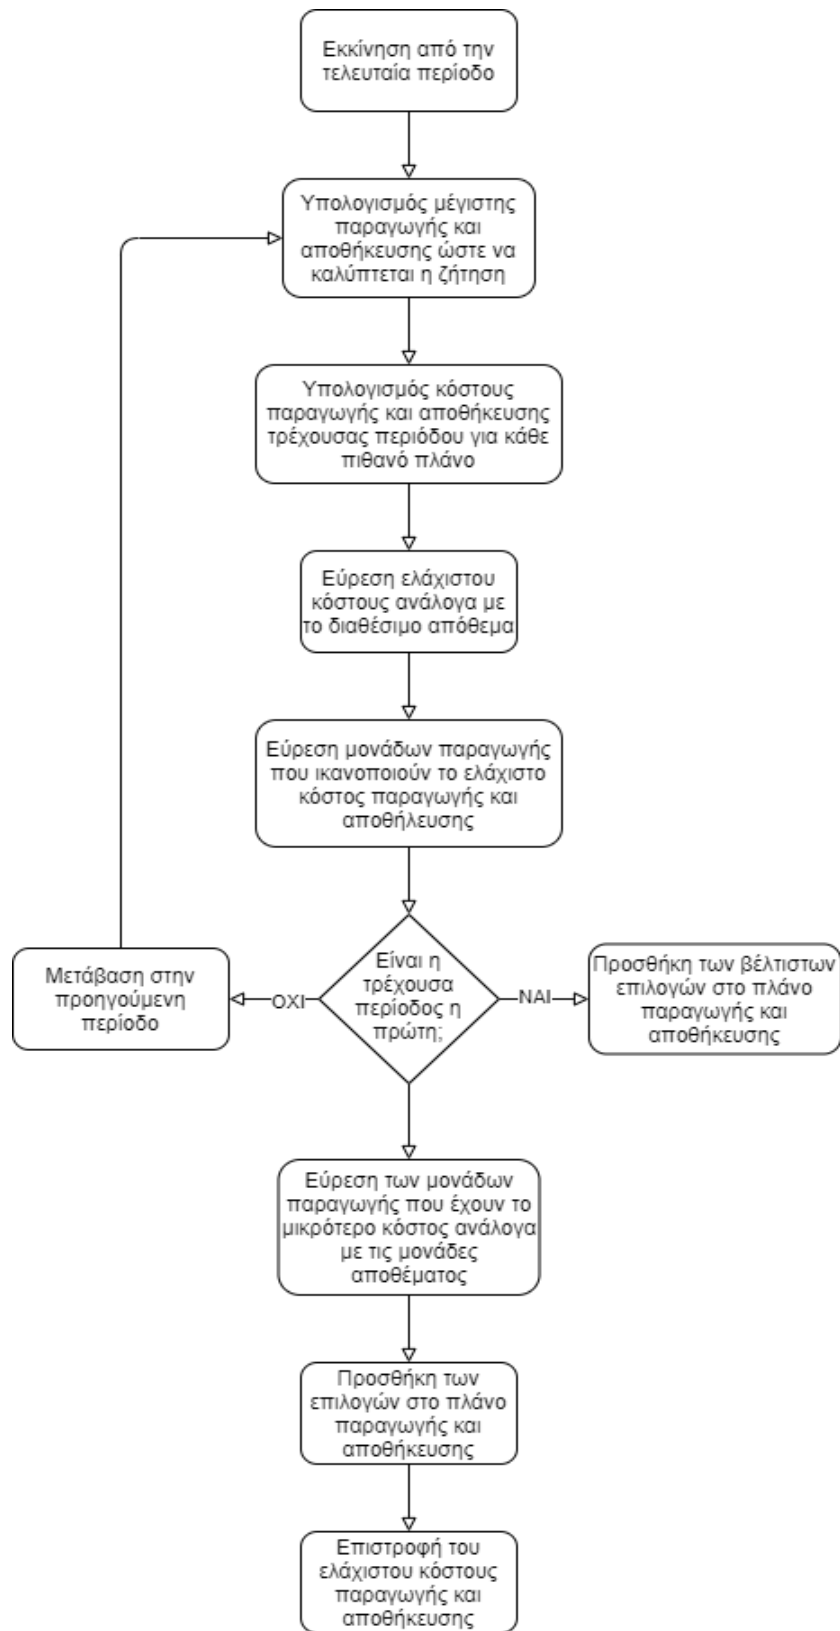 Εκκίνηση από την
τελευταία περίοδο
Υπολογισμός μέγιστης
παραγωγής και
αποθήκευσης ώστε να
καλύπτεται η ζήτηση
Υπολογισμός κόστους
παραγωγής και αποθήκευσης
τρέχουσας περιόδου για κάθε
πιθανό πλάνο
Εύρεση ελάχιστου
κόστους ανάλογα με
το διαθέσιμο απόθεμα
Εύρεση μονάδων παραγωγής
που ικανοποιούν το ελάχιστο
κόστος παραγωγής και
αποθήλευσης
Είναι η
τρέχουσα
περίοδος η
πρώτη;
ΟΧΙ
Μετάβαση στην
προηγούμενη
περίοδο
ΝΑΙ
Προσθήκη των βέλτιστων
επιλογών στο πλάνο
παραγωγής και
αποθήκευσης
Εύρεση των μονάδων
παραγωγής που έχουν το
μικρότερο κόστος ανάλογα
με τις μονάδες
αποθέματος
Προσθήκη των
επιλογών στο πλάνο
παραγωγής και
αποθήκευσης
Επιστροφή του
ελάχιστου κόστους
παραγωγής και
αποθήκευσης